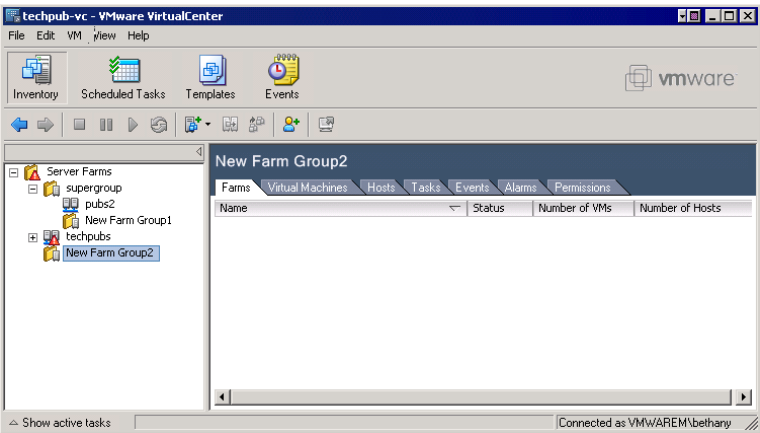 techpub-vc - VMware VirtualCenter
File Edit VM View Help
Inventory Scheduled Tasks Templates Events
vmware
New Farm Group2
Server Farms
supergroup
pubs2
New Farm Group1
techpubs
New Farm Group2
Farms Virtual Machines Hosts Tasks Events Alarms Permissions
Name Status Number of VMs Number of Hosts
Show active tasks
Connected as VMWAREM\bethany